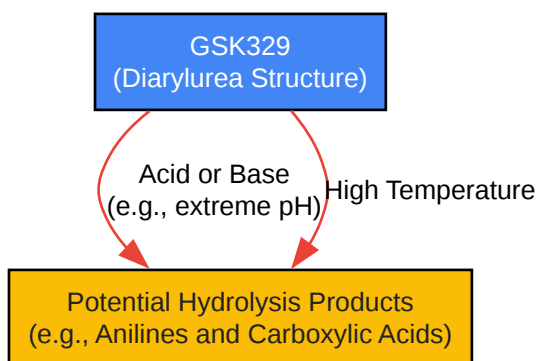 GSK329
(Diarylurea Structure)
Acid or Base
(e.g., extreme pH)
High Temperature
Potential Hydrolysis Products
(e.g., Anilines and Carboxylic Acids)